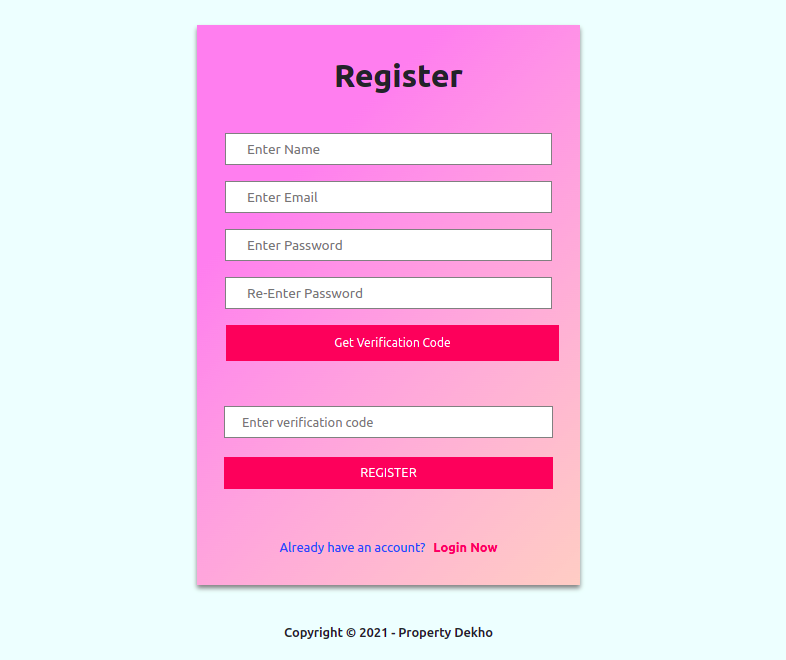 Register
Enter Name
Enter Email
Enter Password
Re-Enter Password
Get Verification Code
Enter verification code
REGISTER
Already have an account? Login Now
Copyright © 2021 - Property Dekho